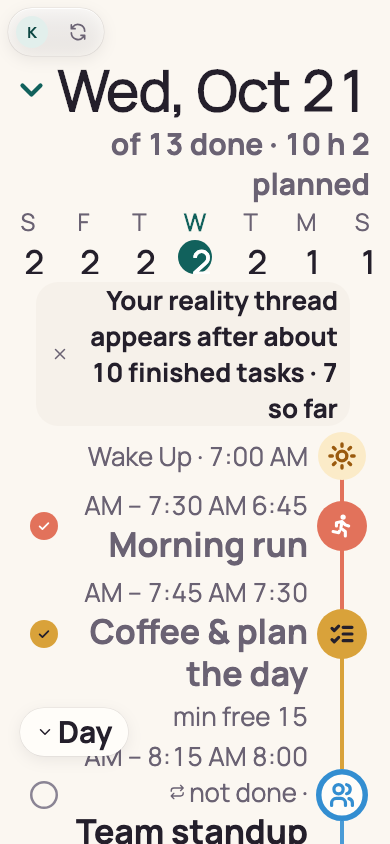 K
Wed, Oct 21
of 13 done · 10 h 2
planned
S F T W T M S
2 2 2 2 2 1 1
Your reality thread
appears after about
10 finished tasks · 7
so far
Wake Up · 7:00 AM
AM – 7:30 AM 6:45
Morning run
AM – 7:45 AM 7:30
Coffee & plan
the day
min free 15
Day
AM – 8:15 AM 8:00
not done ·
Team standup